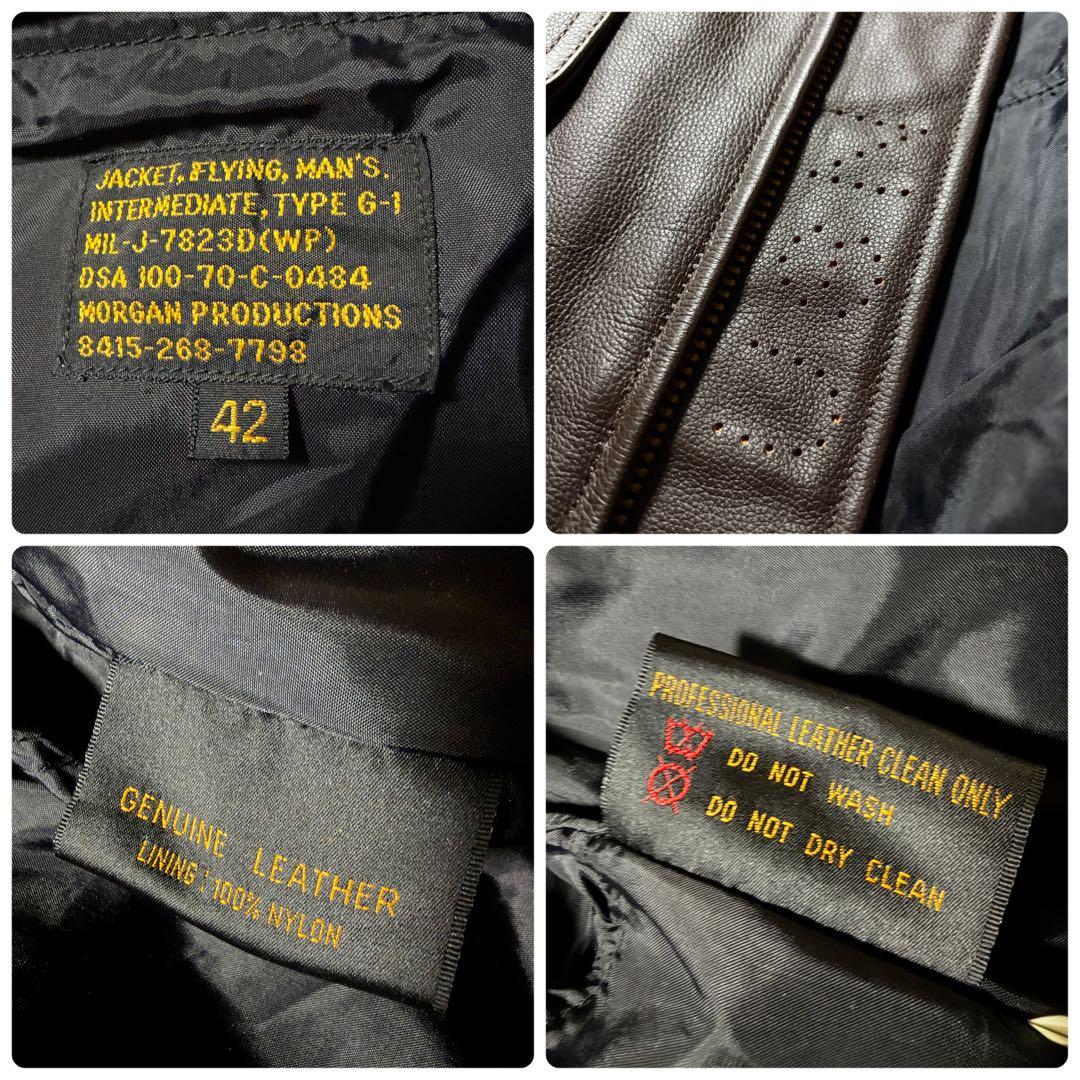 JACKET, FLYING, MAN'S.
INTERMEDIATE, TYPE G-1
MIL-J-7823D(WP)
DSA 100-70-C-0484
MORGAN PRODUCTIONS
8415-268-7798
42
USN
GENUINE LEATHER
LINING : 100% NYLON
PROFESSIONAL LEATHER CLEAN ONLY
DO NOT WASH
DO NOT DRY CLEAN